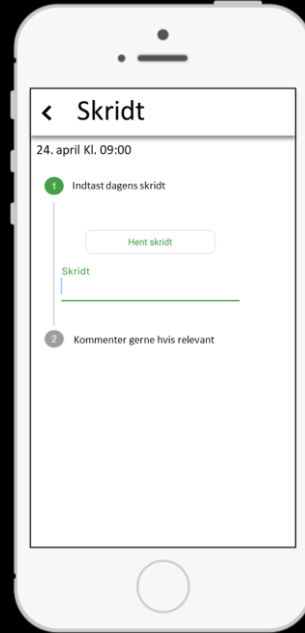 Skridt
24. april Kl. 09:00
1 Indtast dagens skridt
Hent skridt
Skridt
2 Kommenter gerne hvis relevant